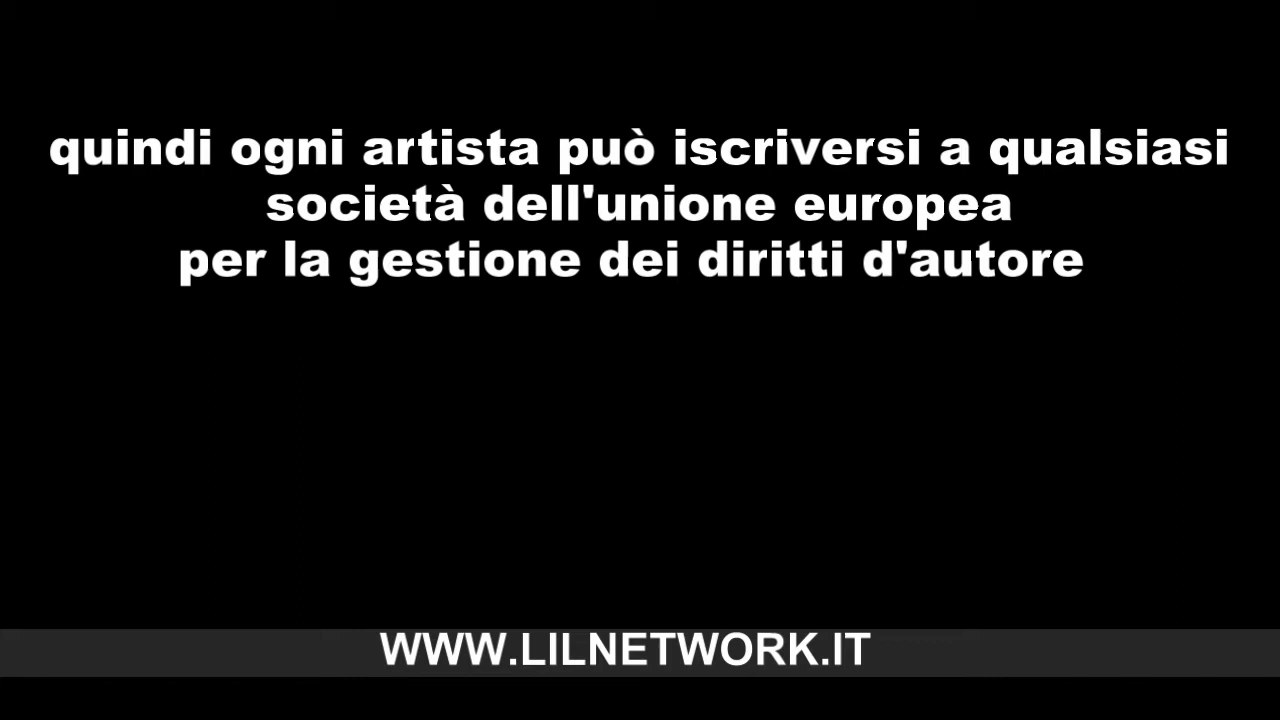 quindi ogni artista può iscriversi a qualsiasi
società dell'unione europea
per la gestione dei diritti d'autore
WWW.LILNETWORK.IT